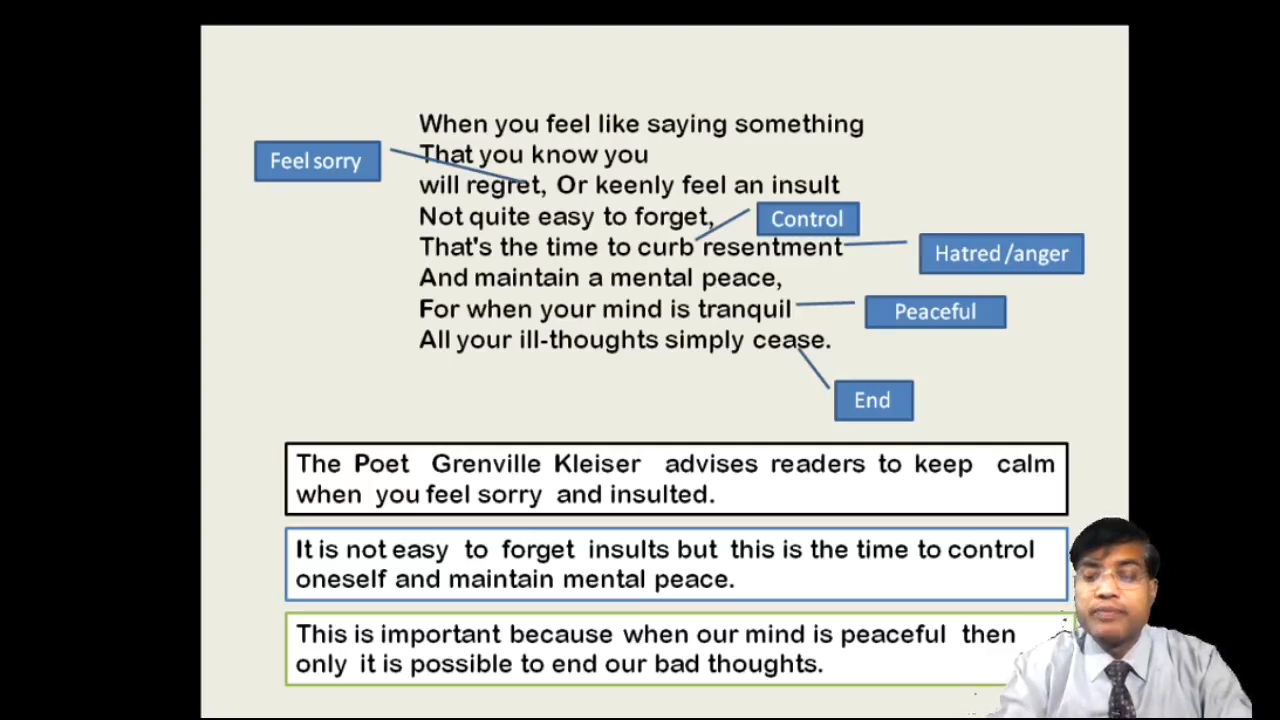 When you feel like saying something
That you know you
Feel sorry
will regret, Or keenly feel an insult
Not quite easy to forget,
Control
That's the time to curb resentment
Hatred /anger
And maintain a mental peace,
For when your mind is tranquil
Peaceful
All your ill-thoughts simply cease.
End
The Poet Grenville Kleiser advises readers to keep calm
when you feel sorry and insulted.
It is not easy to forget insults but this is the time to control
oneself and maintain mental peace.
This is important because when our mind is peaceful then
only it is possible to end our bad thoughts.